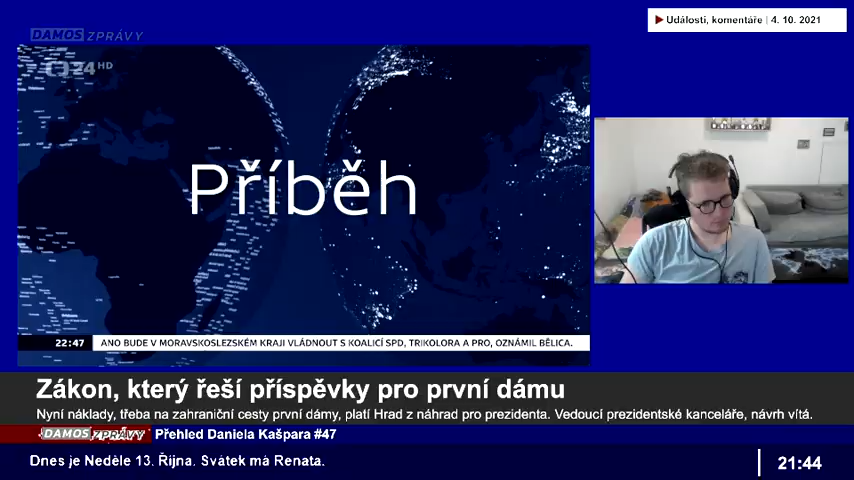 DAMOS ZPRÁVY
Události, komentáře | 4. 10. 2021
24 HD
Příběh
22:47 ANO BUDE V MORAVSKOSLEZSKÉM KRAJI VLÁDNOUT S KOALICÍ SPD, TRIKOLORA A PRO, OZNÁMIL BĚLICA.
Zákon, který řeší příspěvky pro první dámu
Nyní náklady, třeba na zahraniční cesty první dámy, platí Hrad z náhrad pro prezidenta. Vedoucí prezidentské kanceláře, návrh vítá.
DAMOS ZPRÁVY Přehled Daniela Kašpara #47
Dnes je Neděle 13. Října. Svátek má Renata.
21:44